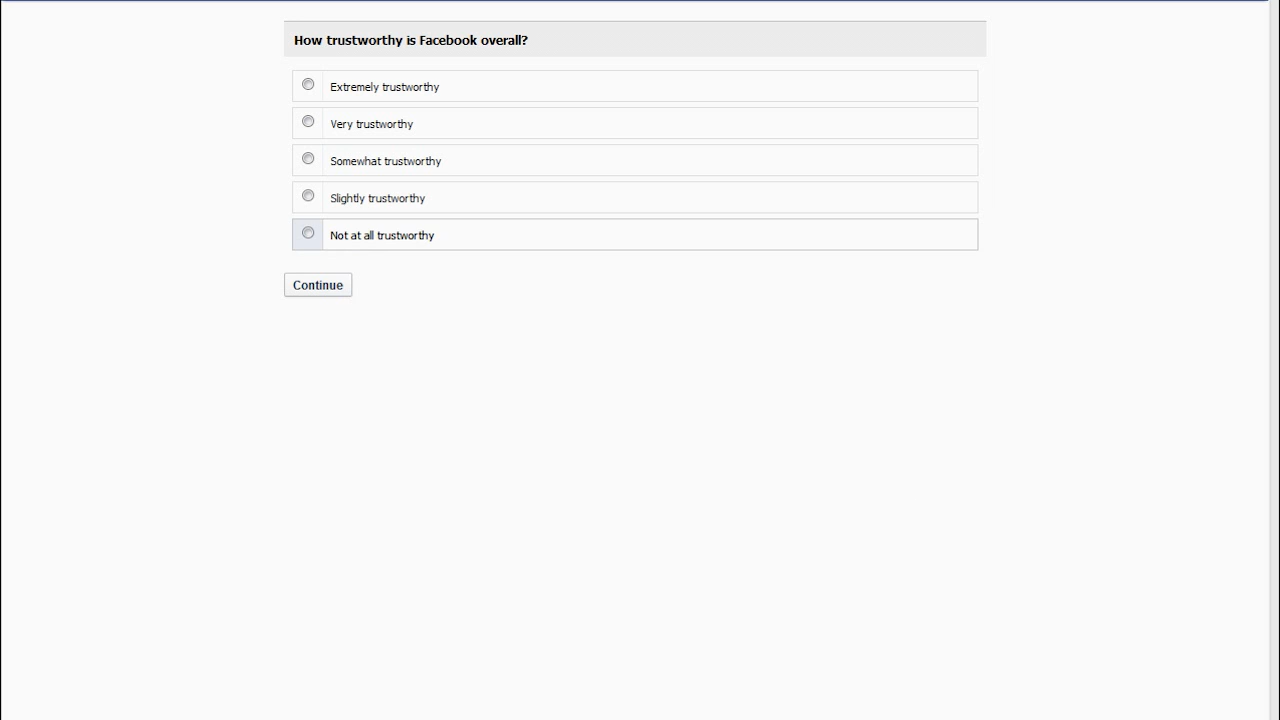 How trustworthy is Facebook overall?
Extremely trustworthy
Very trustworthy
Somewhat trustworthy
Slightly trustworthy
Not at all trustworthy
Continue